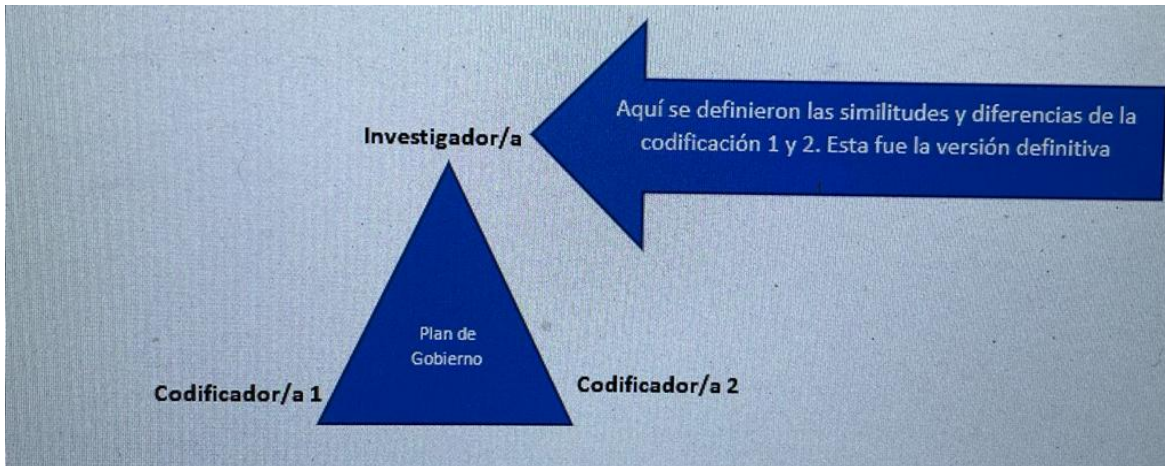 Aquí se definieron las similitudes y diferencias de la
codificación 1 y 2. Esta fue la versión definitiva
Investigador/a
Plan de
Gobierno
Codificador/a 1
Codificador/a 2